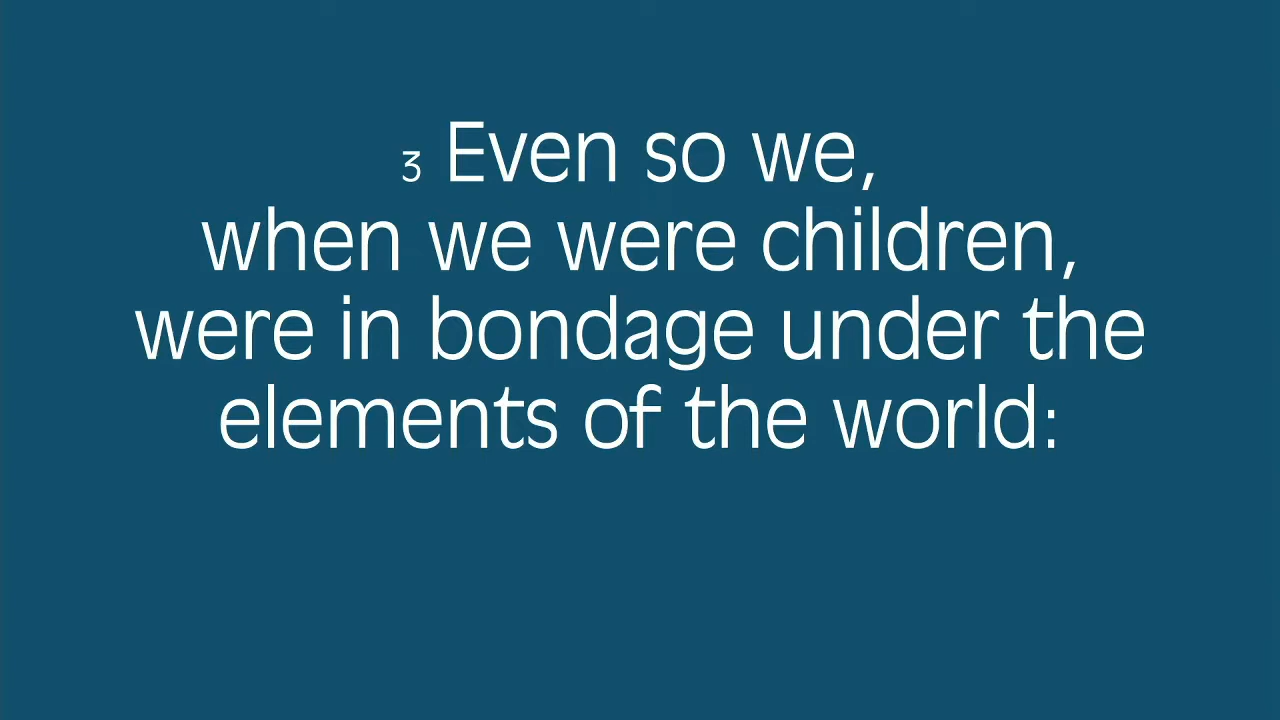 3 Even so we,
when we were children,
were in bondage under the
elements of the world: